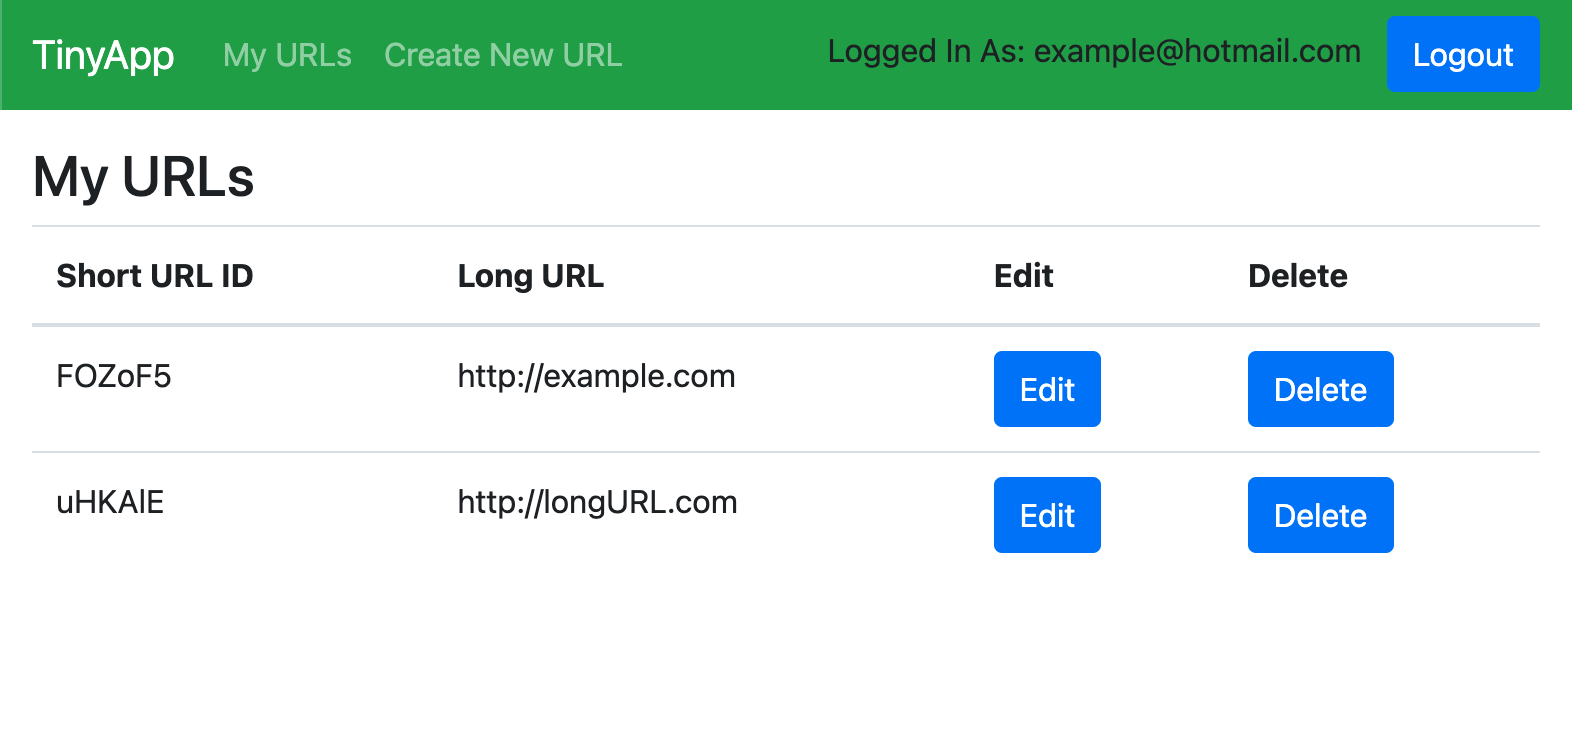 TinyApp My URLs Create New URL Logged In As: example@hotmail.com Logout
My URLs
Short URL ID Long URL Edit Delete
FOZoF5 http://example.com Edit Delete
uHKAlE http://longURL.com Edit Delete